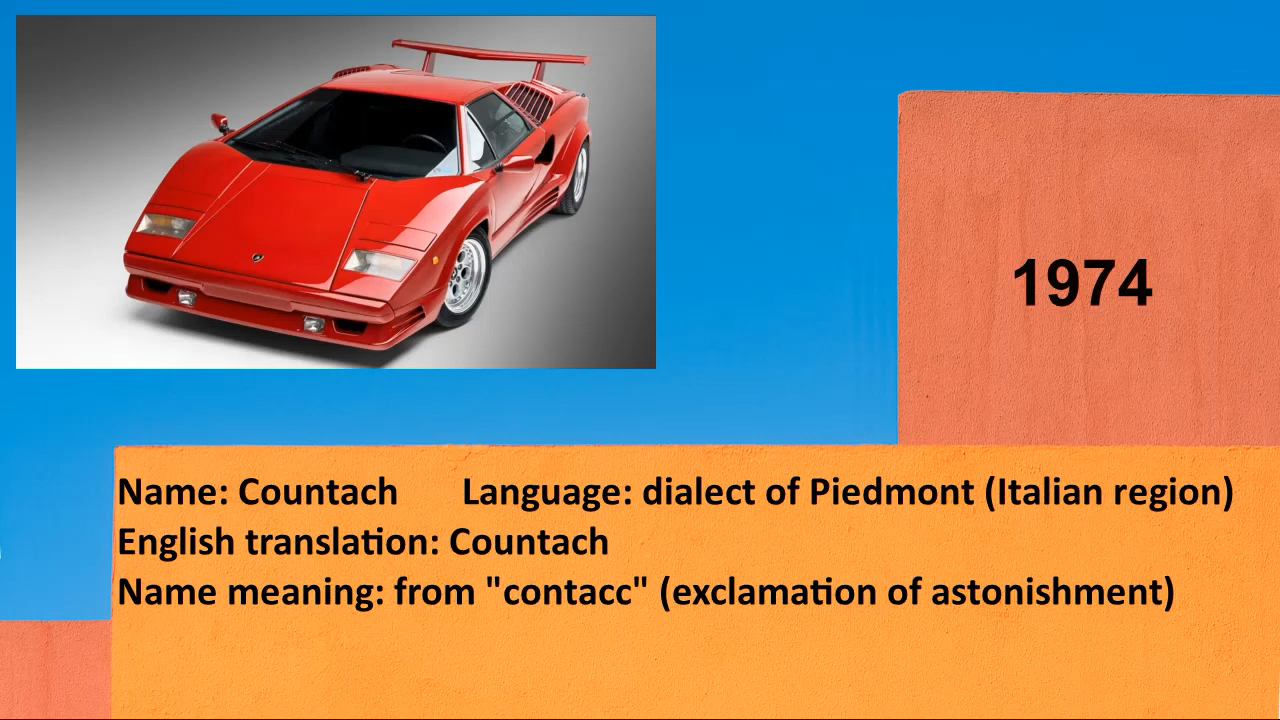 1974
Name: Countach Language: dialect of Piedmont (Italian region)
English translation: Countach
Name meaning: from "contacc" (exclamation of astonishment)